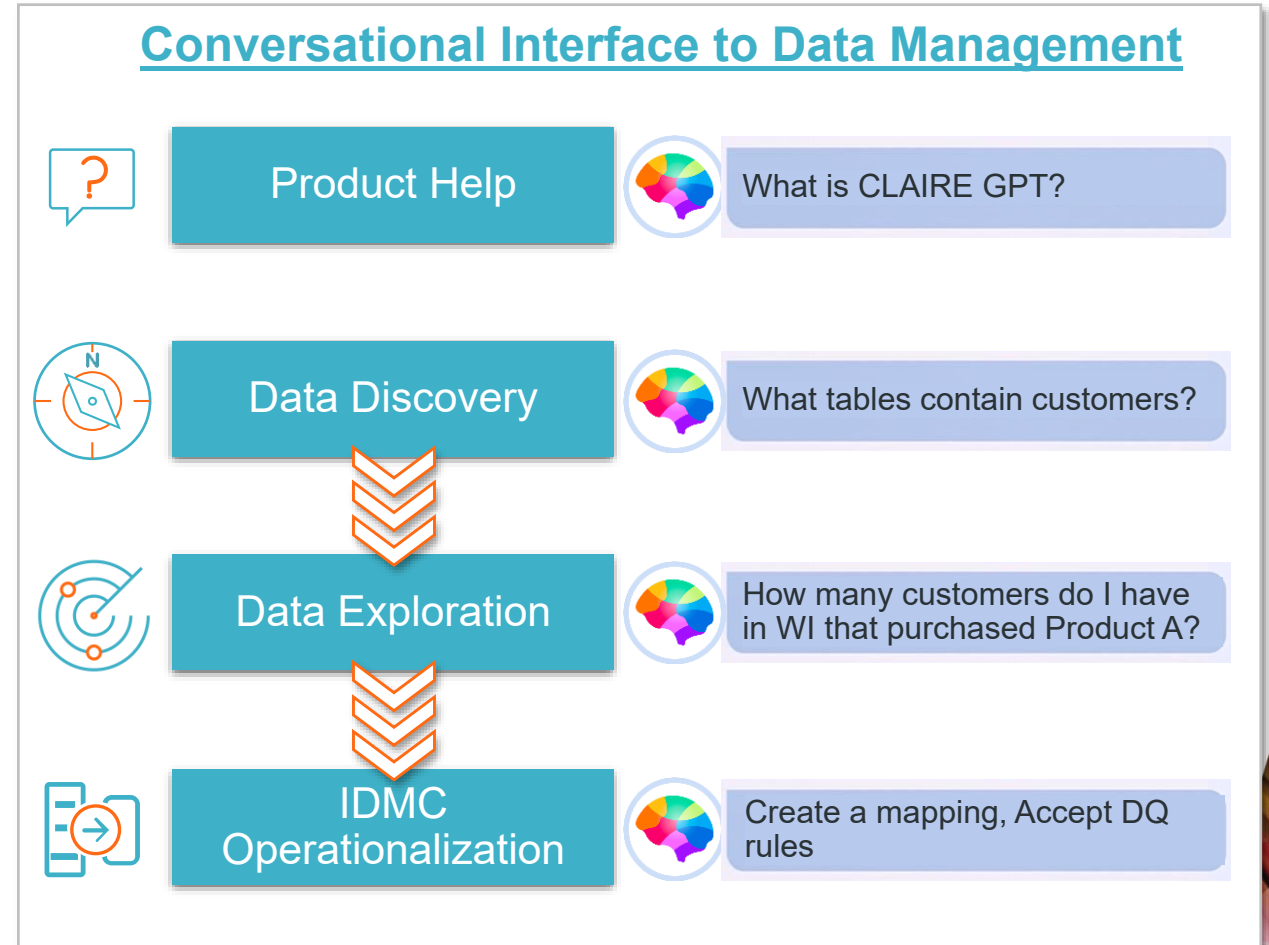 Conversational Interface to Data Management
?
Product Help
What is CLAIRE GPT?
N
Data Discovery
What tables contain customers?
Data Exploration
How many customers do I have
in WI that purchased Product A?
IDMC
Operationalization
Create a mapping, Accept DQ
rules